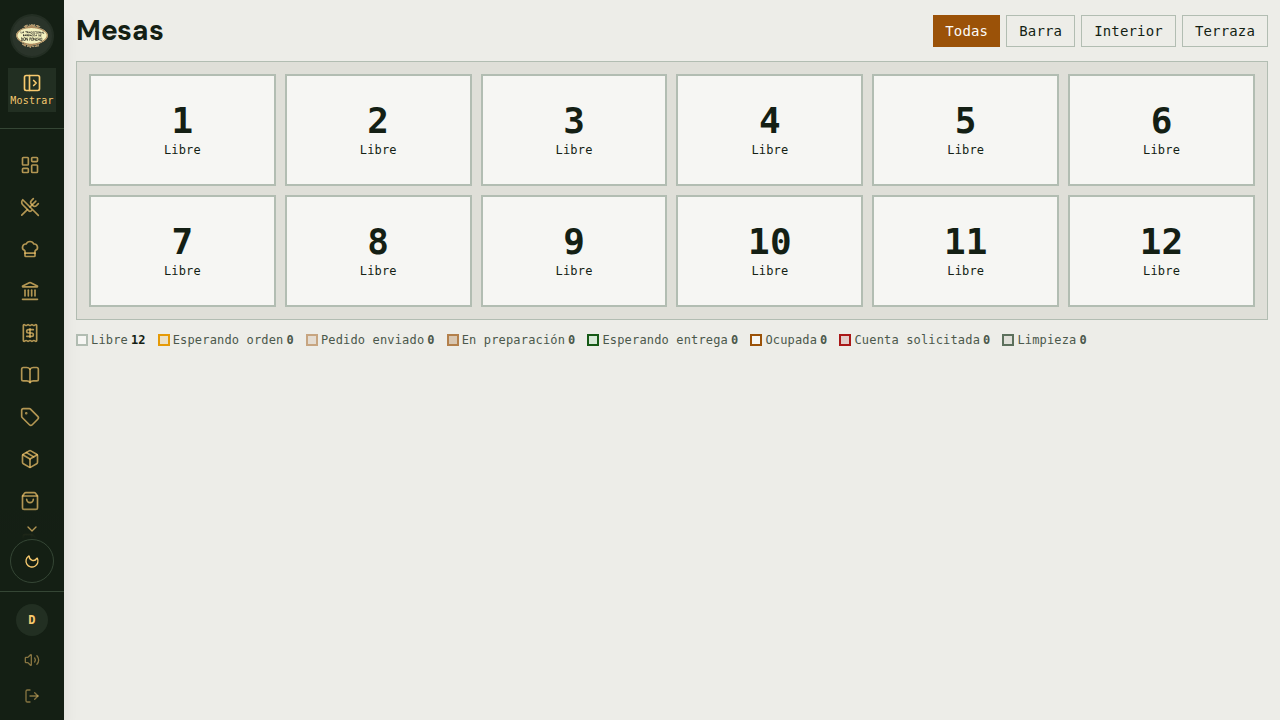 Mostrar
D
Mesas
Todas Barra Interior Terraza
1 2 3 4 5 6
Libre Libre Libre Libre Libre Libre
7 8 9 10 11 12
Libre Libre Libre Libre Libre Libre
Libre 12 Esperando orden 0 Pedido enviado 0 En preparación 0 Esperando entrega 0 Ocupada 0 Cuenta solicitada 0 Limpieza 0